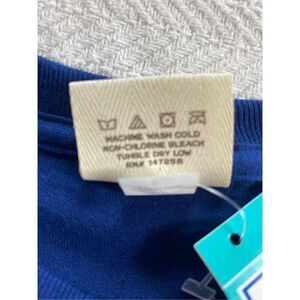 MACHINE WASH COLD
NON-CHLORINE BLEACH
TUMBLE DRY LOW
RN# 147858